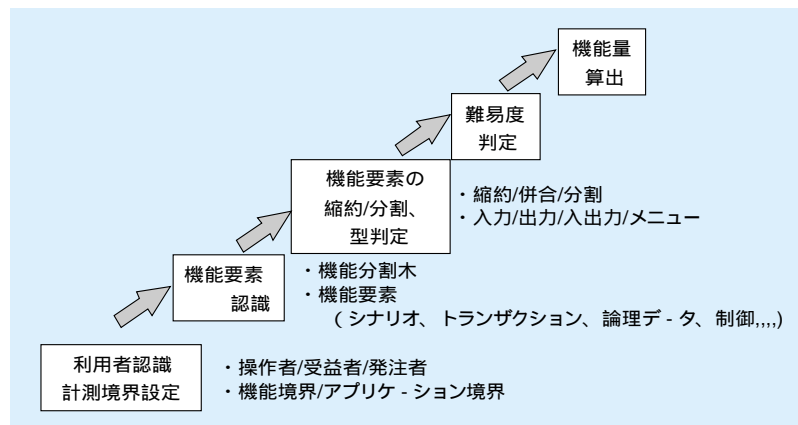 機能量
算出
難易度
判定
機能要素の
縮約/分割、
型判定
・縮約/併合/分割
・入力/出力/入出力/メニュー
機能要素
認識
・機能分割木
・機能要素
（シナリオ、トランザクション、論理デ-タ、制御,,,,)
利用者認識
計測境界設定
・操作者/受益者/発注者
・機能境界/アプリケ-ション境界